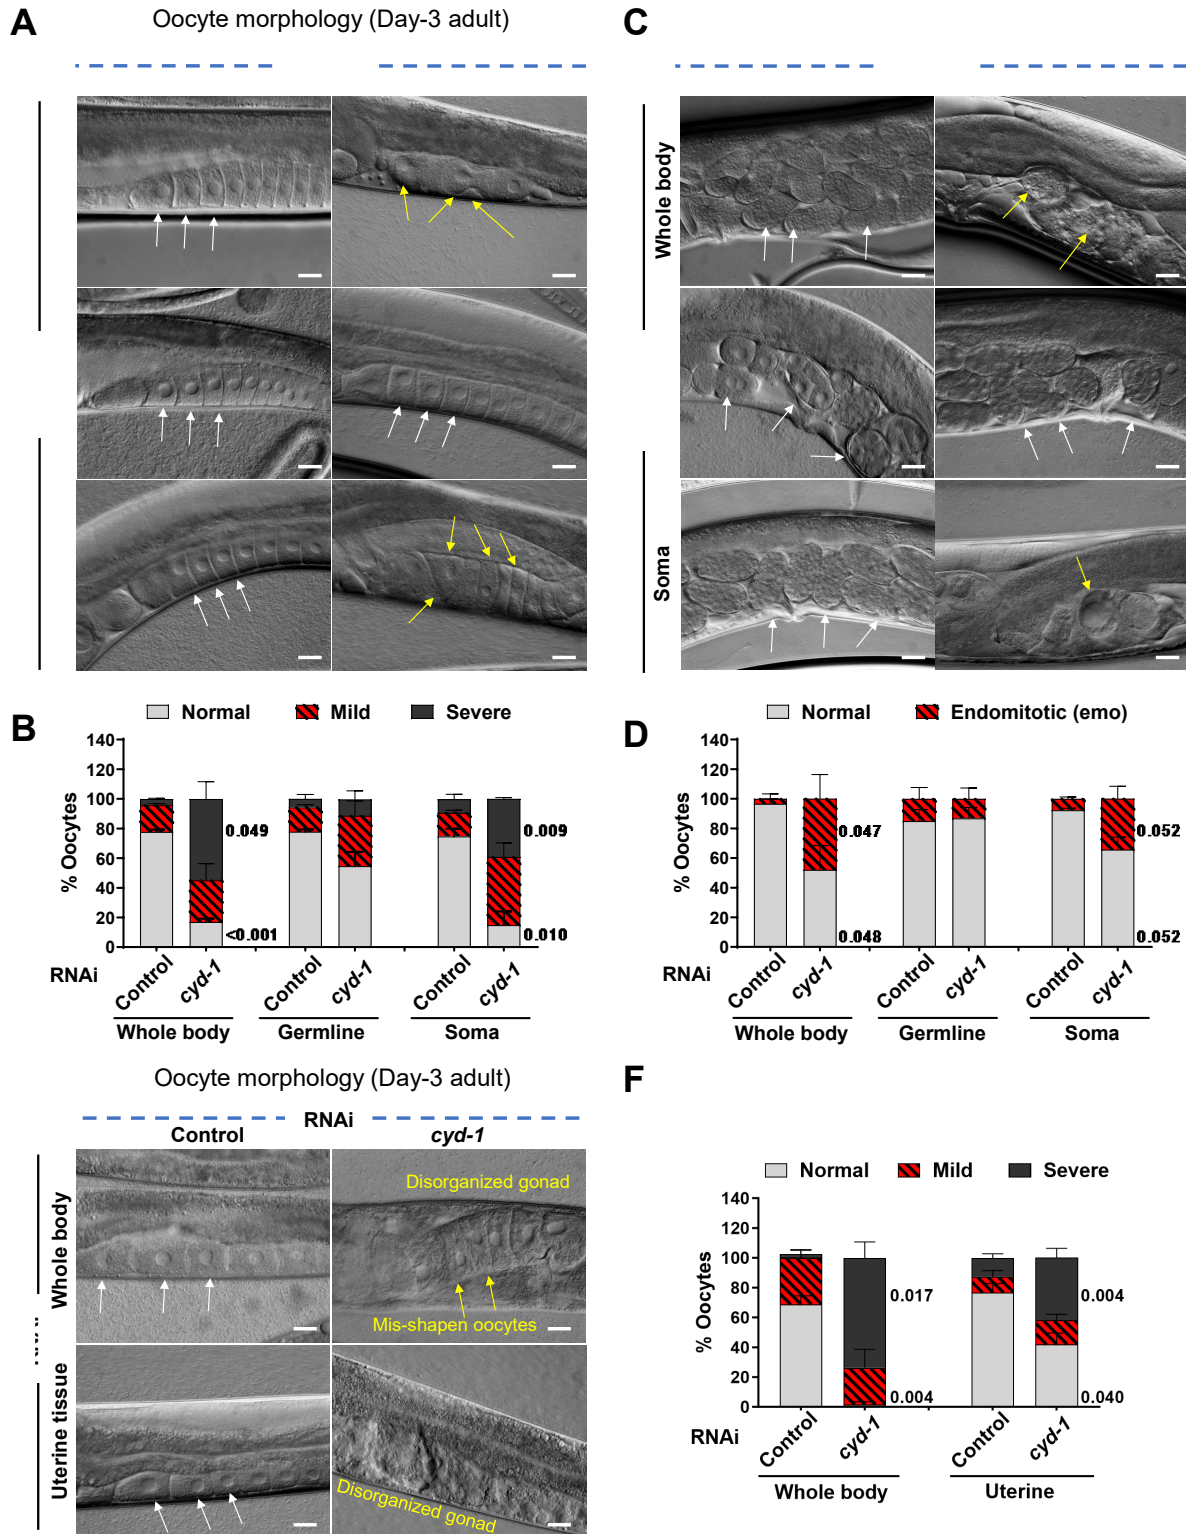 A
Oocyte morphology (Day-3 adult)
C
Whole body
Soma
B
Normal
Mild
Severe
140
120
100
80
60
40
20
0
% Oocytes
0.049
<0.001
0.009
0.010
RNAi
Control
cyd-1
Control
cyd-1
Control
cyd-1
Whole body
Germline
Soma
D
Normal
Endomitotic (emo)
140
120
100
80
60
40
20
0
% Oocytes
0.047
0.048
0.052
0.052
RNAi
Control
cyd-1
Control
cyd-1
Control
cyd-1
Whole body
Germline
Soma
Oocyte morphology (Day-3 adult)
RNAi
Control
cyd-1
Whole body
Uterine tissue
Disorganized gonad
Mis-shapen oocytes
Disorganized gonad
F
Normal
Mild
Severe
140
120
100
80
60
40
20
0
% Oocytes
0.017
0.004
0.004
0.040
RNAi
Control
cyd-1
Control
cyd-1
Whole body
Uterine